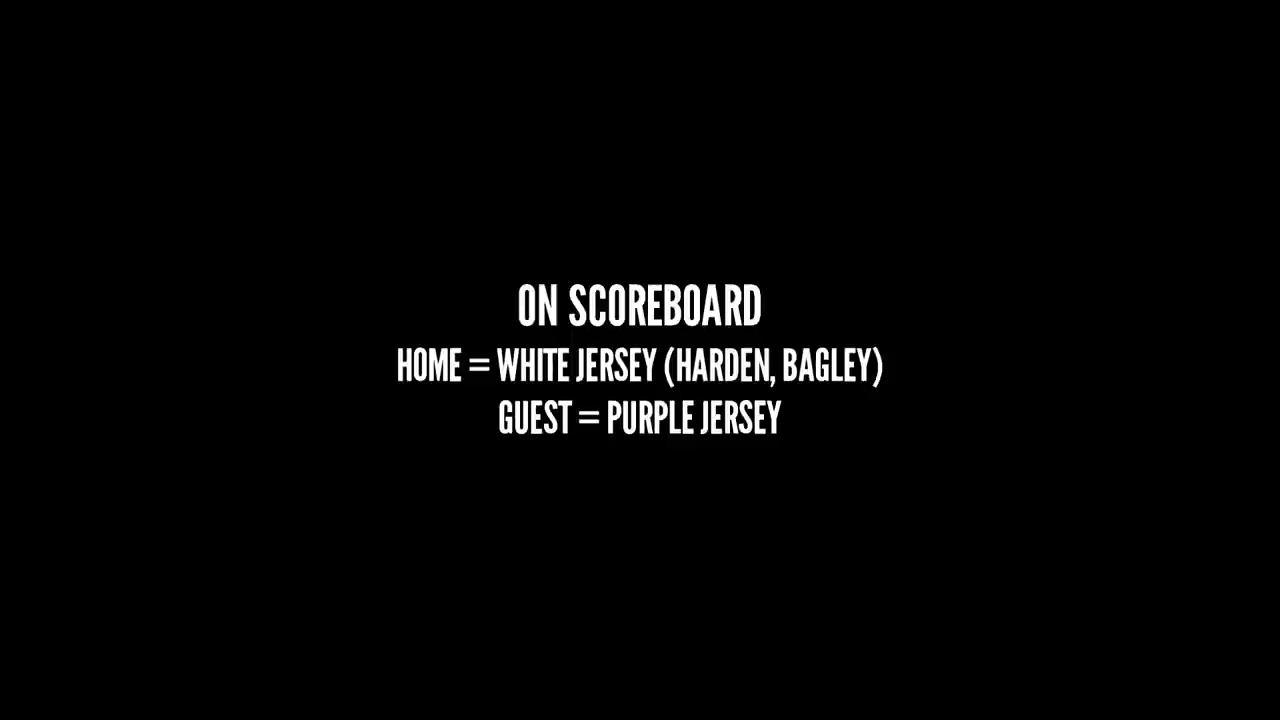 ON SCOREBOARD
HOME = WHITE JERSEY (HARDEN, BAGLEY)
GUEST = PURPLE JERSEY